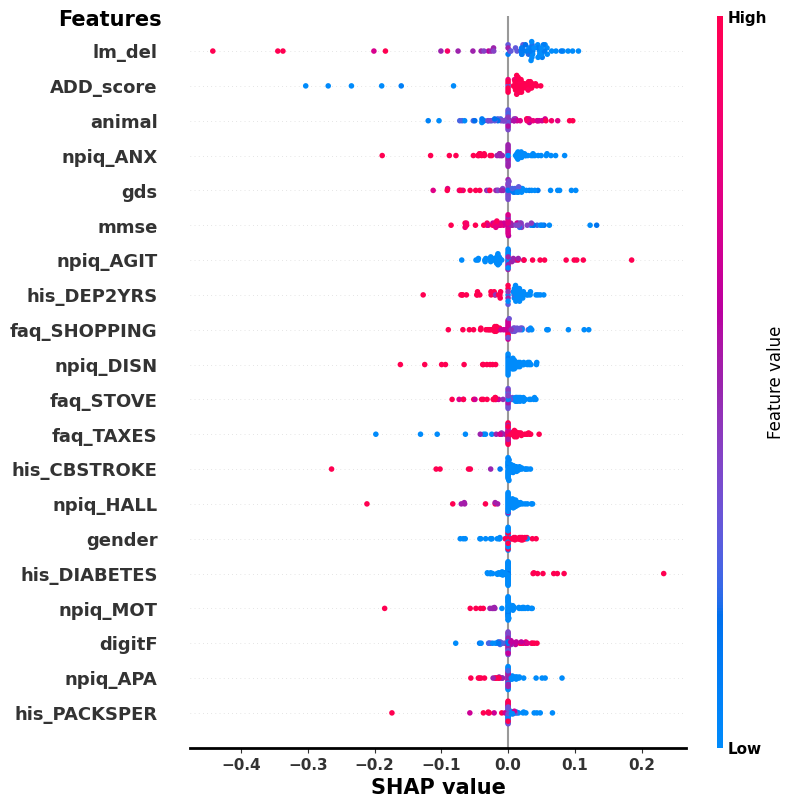 Features
High
lm_del
ADD_score
animal
npiq_ANX
gds
mmse
npiq_AGIT
his_DEP2YRS
faq_SHOPPING
npiq_DISN
faq_STOVE
faq_TAXES
his_CBSTROKE
npiq_HALL
gender
his_DIABETES
npiq_MOT
digitF
npiq_APA
his_PACKSPER
Feature value
Low
−0.4 −0.3 −0.2 −0.1 0.0 0.1 0.2
SHAP value